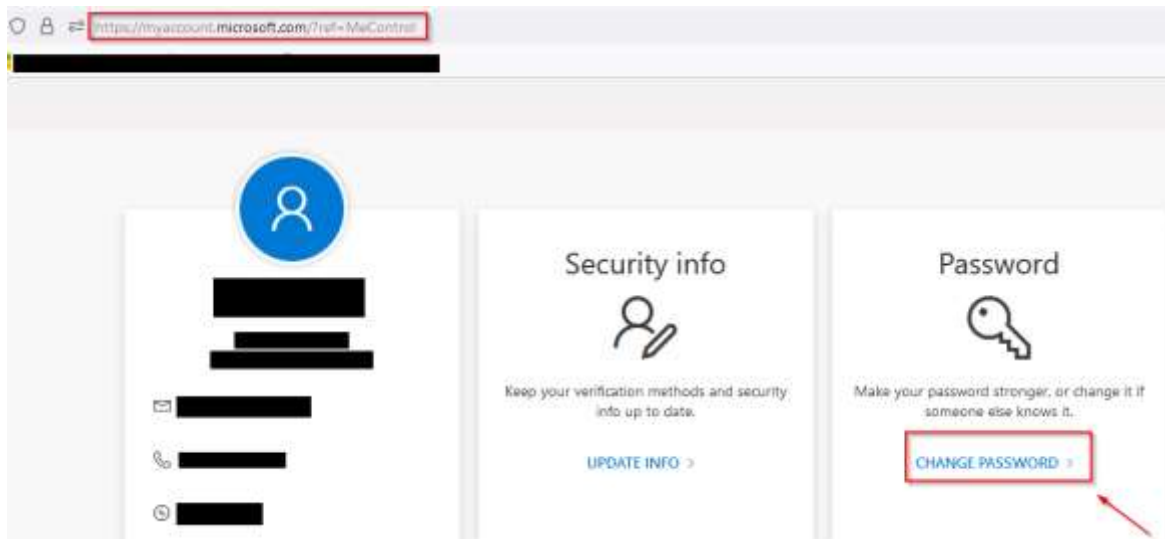 https://myaccount.microsoft.com/?ref=MeControl
Security info
Password
Keep your verification methods and security
info up to date.
Make your password stronger, or change it if
someone else knows it.
UPDATE INFO >
CHANGE PASSWORD >